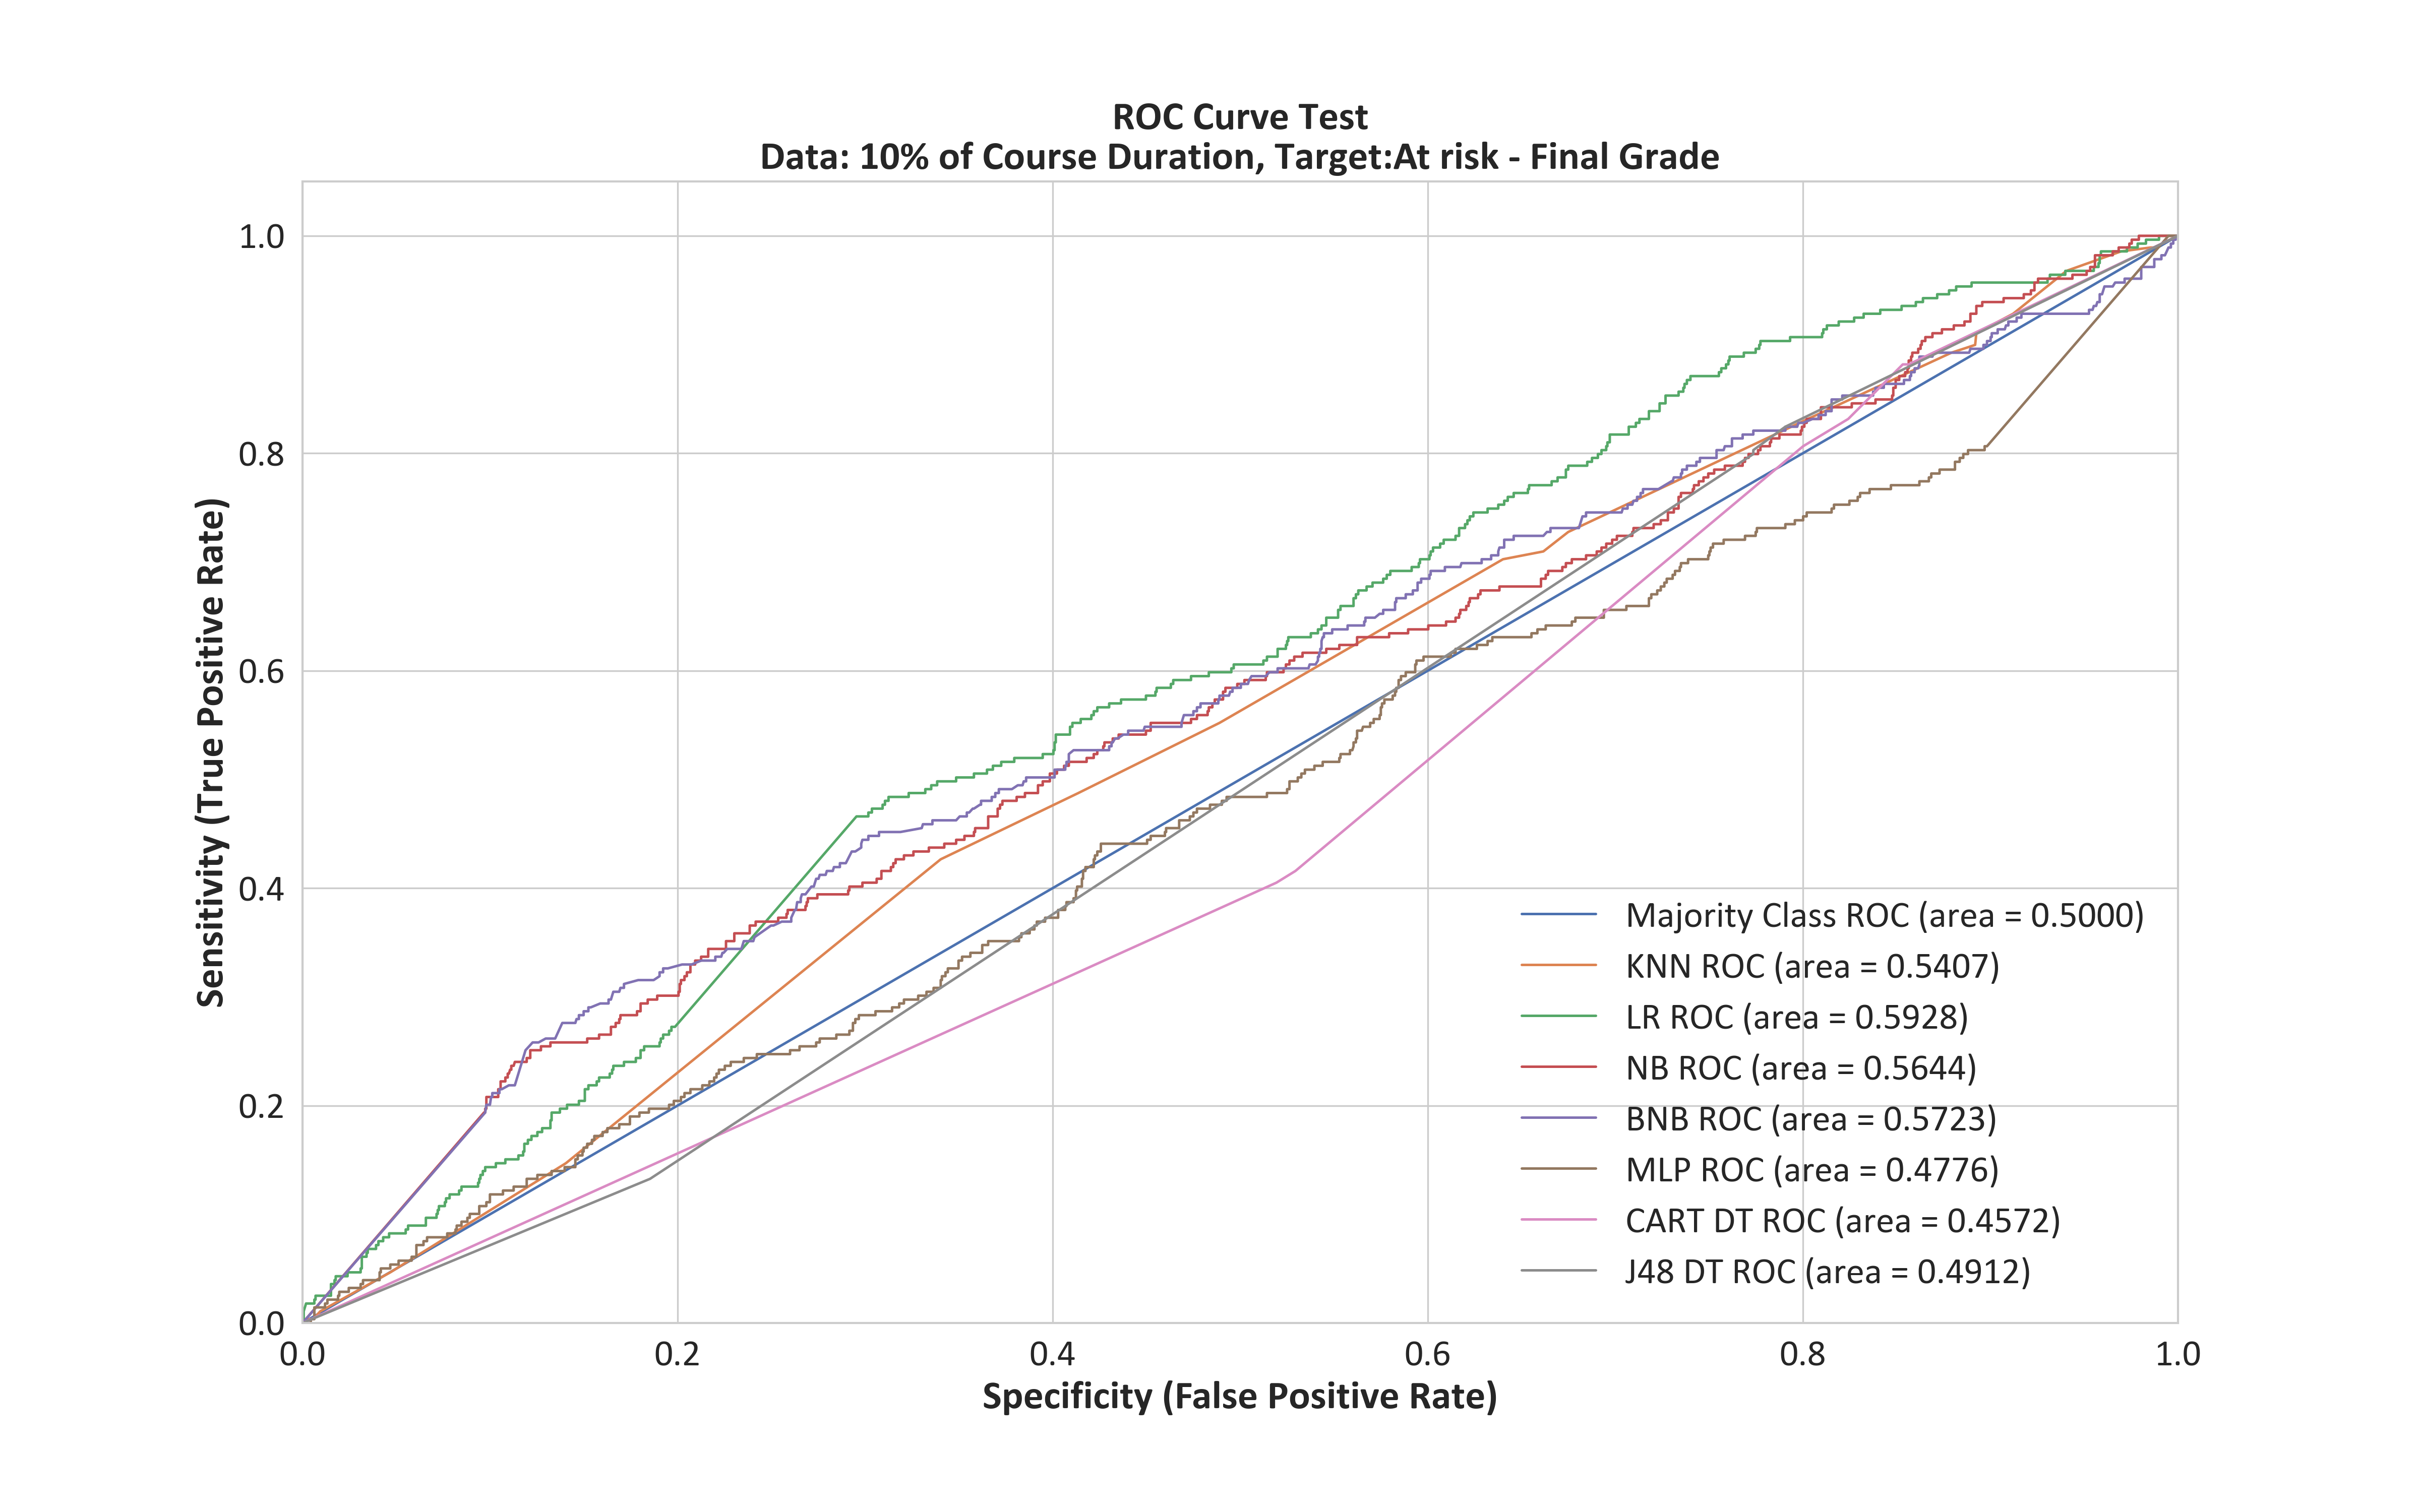 ROC Curve Test
Data: 10% of Course Duration, Target:At risk - Final Grade
Sensitivity (True Positive Rate)
1.0
0.8
0.6
0.4
0.2
0.0
0.0 0.2 0.4 0.6 0.8 1.0
Specificity (False Positive Rate)
Majority Class ROC (area = 0.5000)
KNN ROC (area = 0.5407)
LR ROC (area = 0.5928)
NB ROC (area = 0.5644)
BNB ROC (area = 0.5723)
MLP ROC (area = 0.4776)
CART DT ROC (area = 0.4572)
J48 DT ROC (area = 0.4912)